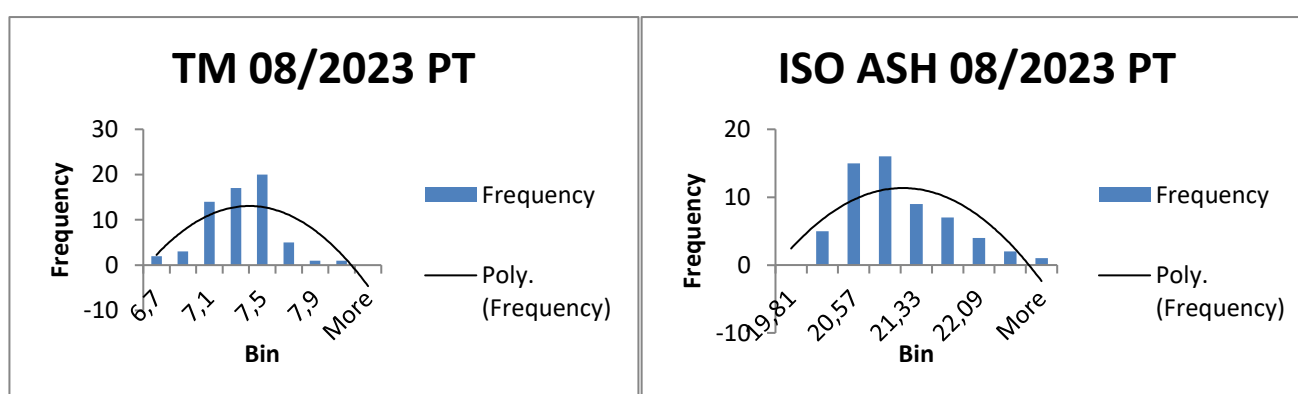 TM 08/2023 PT
30
20
10
0
-10
Frequency
6,7
7,1
7,5
7,9
More
Bin
Frequency
Poly.
(Frequency)
ISO ASH 08/2023 PT
20
10
0
-10
Frequency
19,81
20,57
21,33
22,09
More
Bin
Frequency
Poly.
(Frequency)